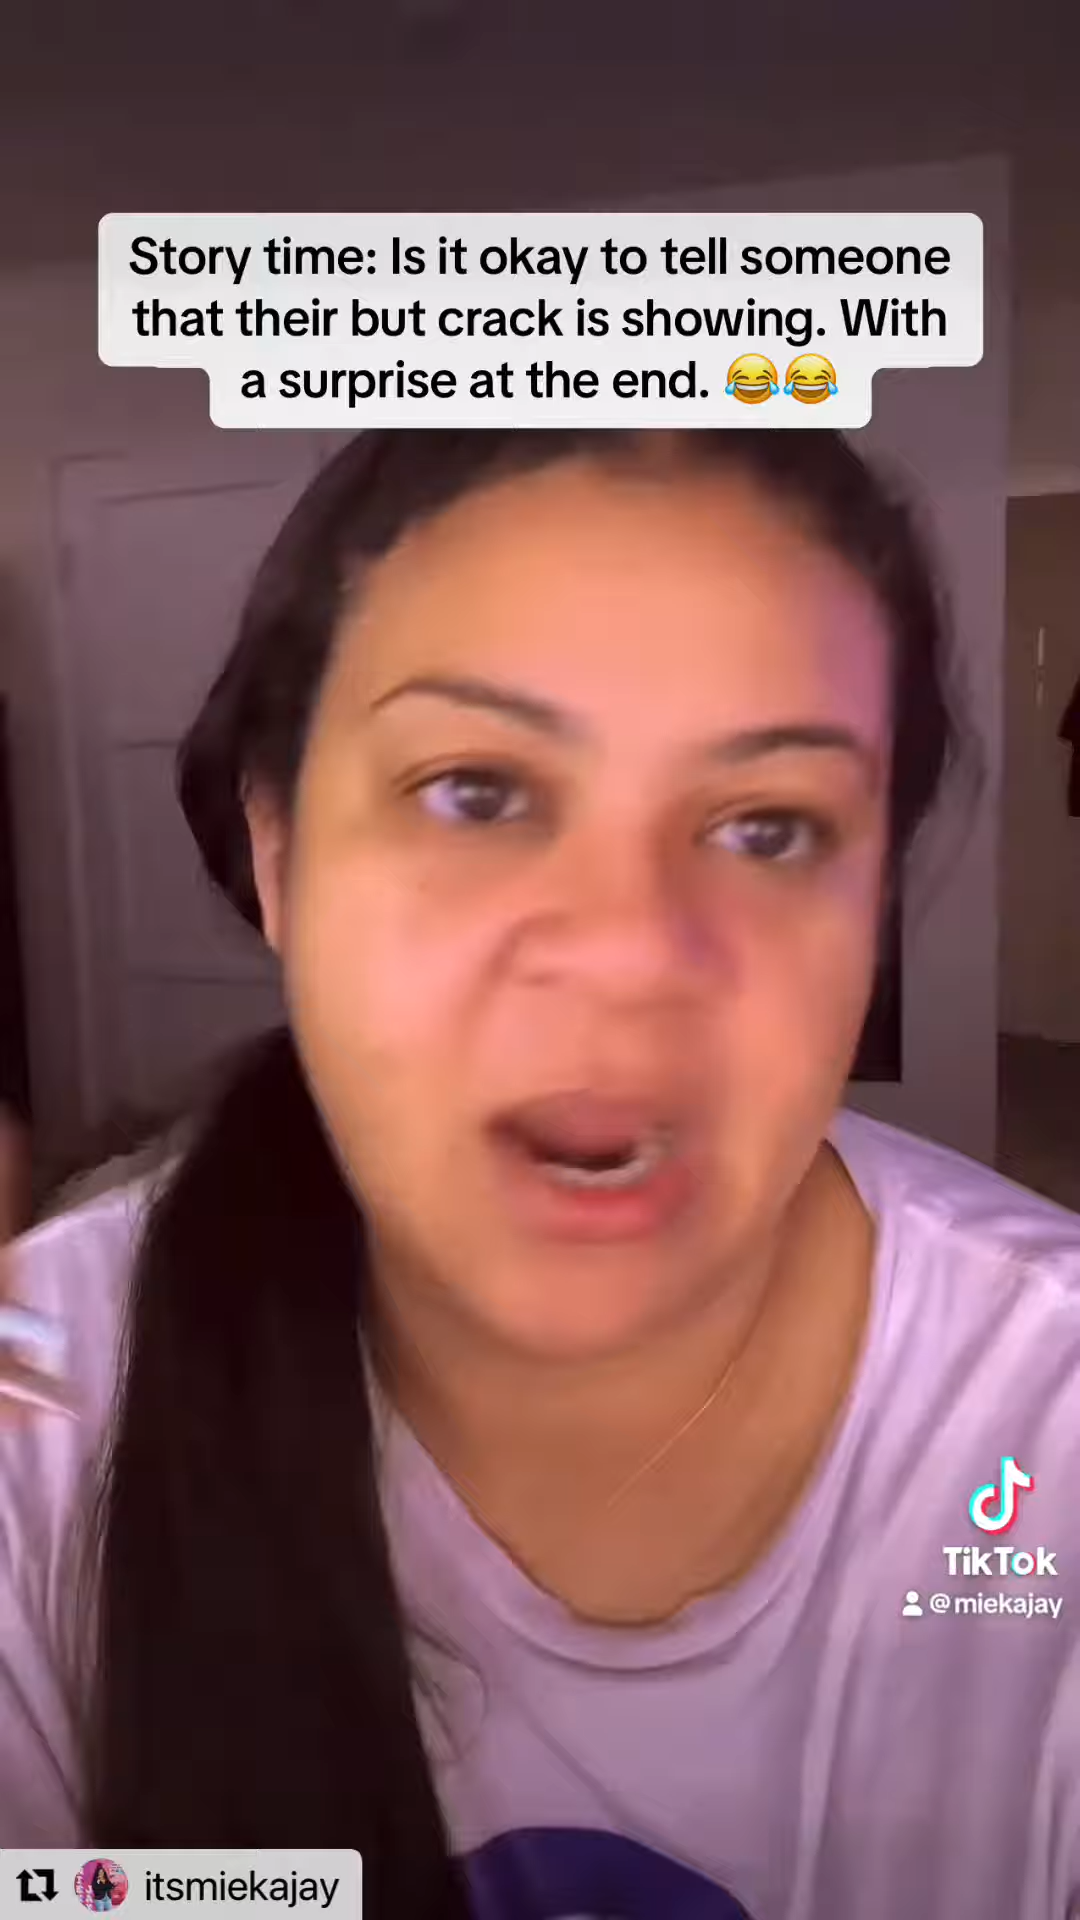 Story time: Is it okay to tell someone
that their but crack is showing. With
a surprise at the end. 😂😂
TikTok
@miekajay
itsmiekajay